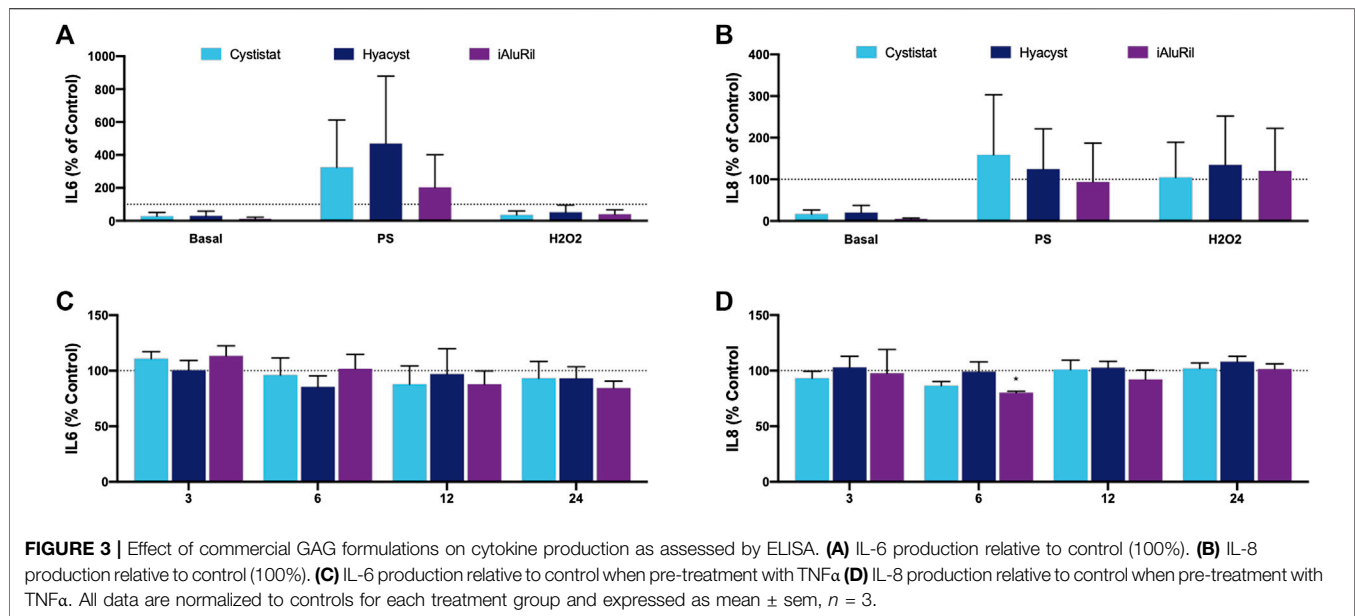 A
IL6 (% of Control)
1000
800
600
400
200
0
Cystistat
Hyacyst
iAluRil
Basal
PS
H2O2
B
IL8 (% of Control)
400
300
200
100
0
Cystistat
Hyacyst
iAluRil
Basal
PS
H2O2
C
IL6 (% Control)
150
100
50
0
3
6
12
24
D
IL8 (% Control
150
100
50
0
*
3
6
12
24
FIGURE 3 | Effect of commercial GAG formulations on cytokine production as assessed by ELISA. (A) IL-6 production relative to control (100%). (B) IL-8
production relative to control (100%). (C) IL-6 production relative to control when pre-treatment with TNFα (D) IL-8 production relative to control when pre-treatment with
TNFα. All data are normalized to controls for each treatment group and expressed as mean ± sem, n = 3.